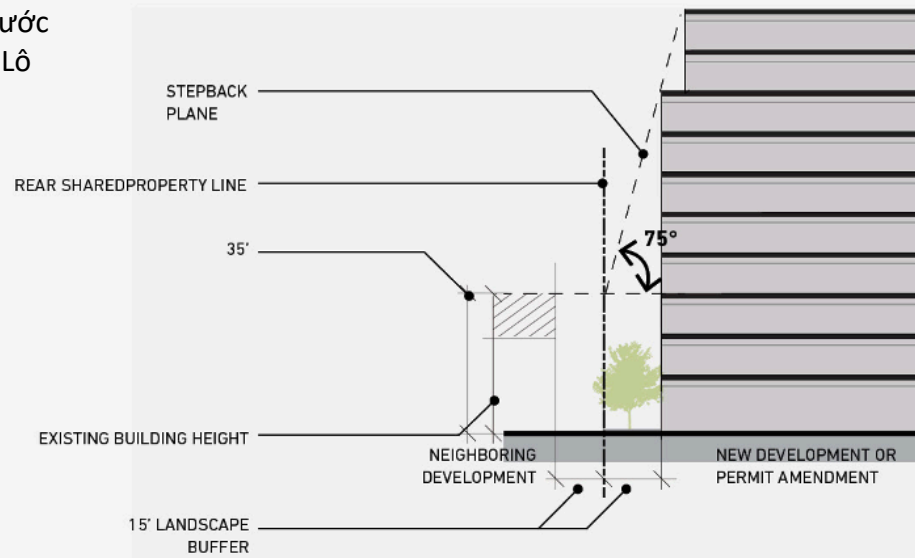 ước
Lô
STEPBACK
PLANE
REAR SHAREDPROPERTY LINE
75°
35'
EXISTING BUILDING HEIGHT
NEIGHBORING
DEVELOPMENT
NEW DEVELOPMENT OR
PERMIT AMENDMENT
15' LANDSCAPE
BUFFER